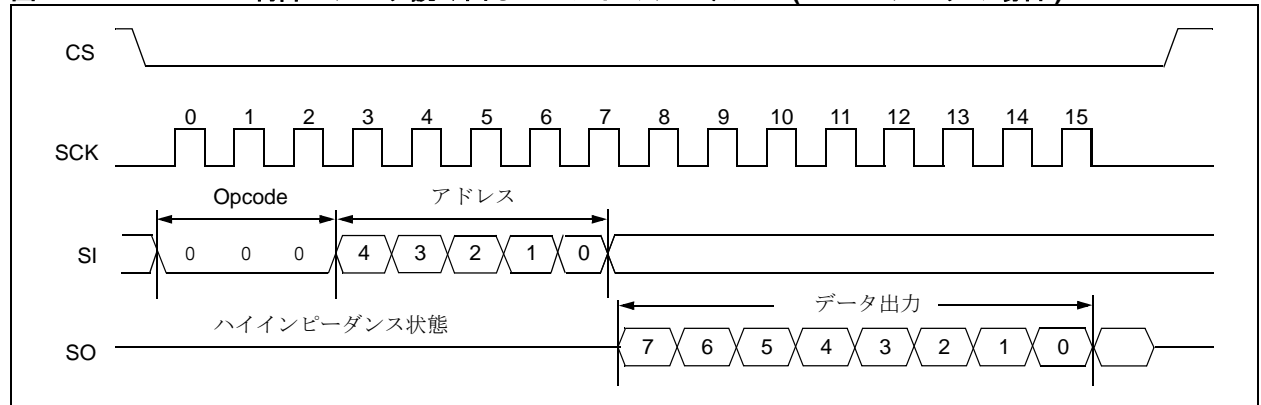 CS
0 1 2 3 4 5 6 7 8 9 10 11 12 13 14 15
SCK
Opcode アドレス
SI 0 0 0 4 3 2 1 0
データ出力
ハイインピーダンス状態
SO 7 6 5 4 3 2 1 0